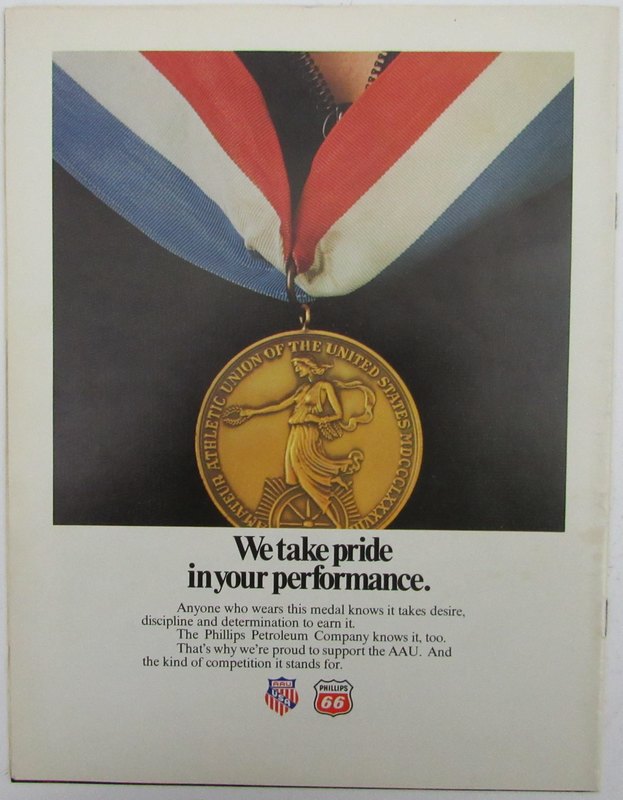 AMATEUR ATHLETIC UNION OF THE UNITED STATES MDCCCLXXXVIII
We take pride
in your performance.
Anyone who wears this medal knows it takes desire,
discipline and determination to earn it.
The Phillips Petroleum Company knows it, too.
That's why we're proud to support the AAU. And
the kind of competition it stands for.
AAU
USA
PHILLIPS
66